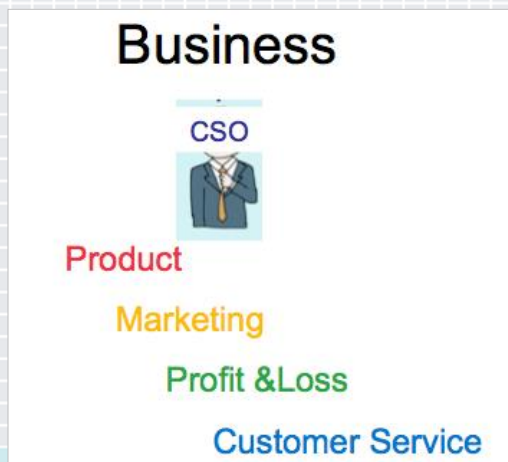 Business
CSO
Product
Marketing
Profit &Loss
Customer Service